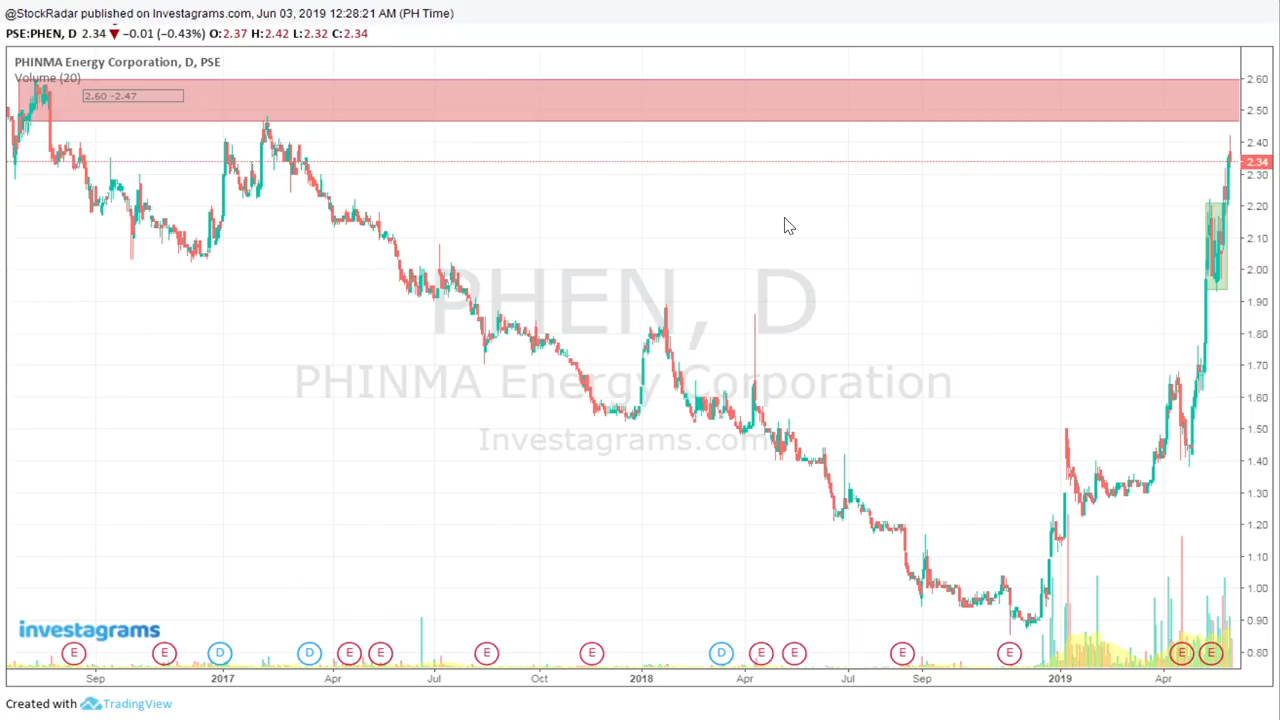 @StockRadar published on Investagrams.com, Jun 03, 2019 12:28:21 AM (PH Time)
PSE:PHEN, D 2.34 ▼ −0.01 (−0.43%) O:2.37 H:2.42 L:2.32 C:2.34
PHINMA Energy Corporation, D, PSE
Volume (20)
2.60 -2.47
2.60
2.50
2.40
2.34
2.30
2.20
2.10
2.00
1.90
1.80
1.70
1.60
1.50
1.40
1.30
1.20
1.10
1.00
0.90
0.80
PHEN, D
PHINMA Energy Corporation
Investagrams.com
investagrams
E E D D E E E E D E E E E E E
Sep 2017 Apr Jul Oct 2018 Apr Jul Sep 2019 Apr
Created with TradingView